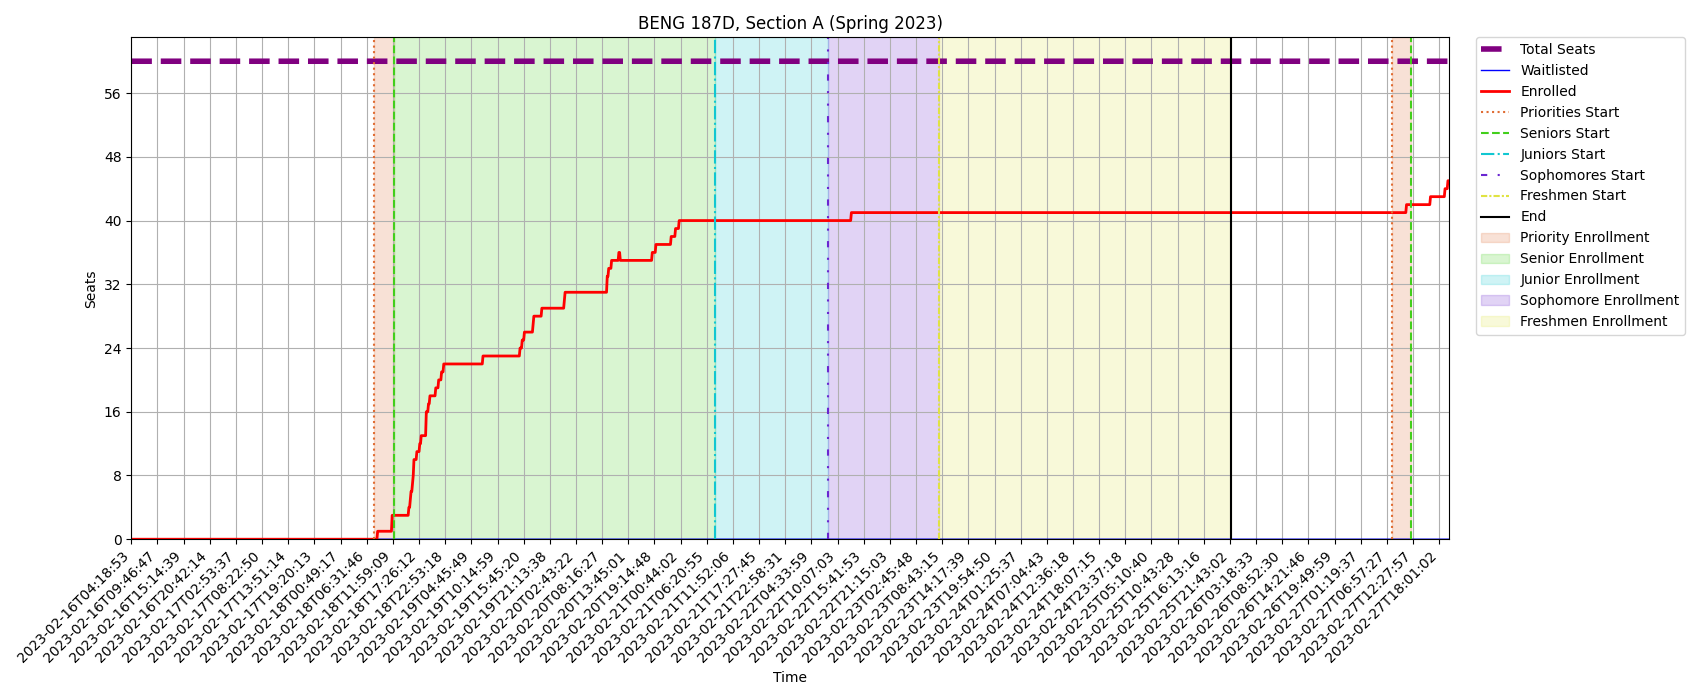 BENG 187D, Section A (Spring 2023)
Seats
56
48
40
32
24
16
8
0
2023-02-16T04:18:53
2023-02-16T09:46:47
2023-02-16T15:14:39
2023-02-16T20:42:14
2023-02-17T02:53:37
2023-02-17T08:22:50
2023-02-17T13:51:14
2023-02-17T19:20:13
2023-02-18T00:49:17
2023-02-18T06:31:46
2023-02-18T11:59:09
2023-02-18T17:26:12
2023-02-18T22:53:18
2023-02-19T04:45:49
2023-02-19T10:14:59
2023-02-19T15:45:20
2023-02-19T21:13:38
2023-02-20T02:43:22
2023-02-20T08:16:27
2023-02-20T13:45:01
2023-02-20T19:14:48
2023-02-21T00:44:02
2023-02-21T06:20:55
2023-02-21T11:52:06
2023-02-21T17:27:45
2023-02-21T22:58:31
2023-02-22T04:33:59
2023-02-22T10:07:03
2023-02-22T15:41:53
2023-02-22T21:15:03
2023-02-23T02:45:48
2023-02-23T08:43:15
2023-02-23T14:17:39
2023-02-23T19:54:50
2023-02-24T01:25:37
2023-02-24T07:04:43
2023-02-24T12:36:18
2023-02-24T18:07:15
2023-02-24T23:37:18
2023-02-25T05:10:40
2023-02-25T10:43:28
2023-02-25T16:13:16
2023-02-25T21:43:02
2023-02-26T03:18:33
2023-02-26T08:52:30
2023-02-26T14:21:46
2023-02-26T19:49:59
2023-02-27T01:19:37
2023-02-27T06:57:27
2023-02-27T12:27:57
2023-02-27T18:01:02
Time
Total Seats
Waitlisted
Enrolled
Priorities Start
Seniors Start
Juniors Start
Sophomores Start
Freshmen Start
End
Priority Enrollment
Senior Enrollment
Junior Enrollment
Sophomore Enrollment
Freshmen Enrollment